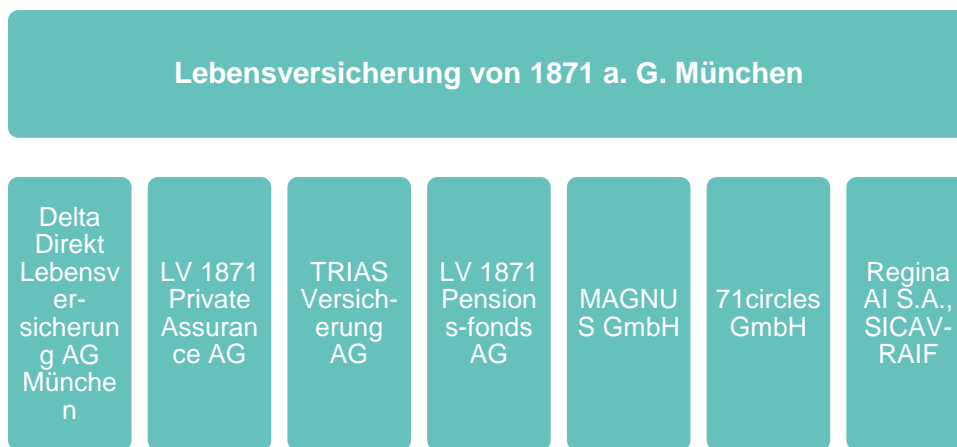 Lebensversicherung von 1871 a. G. München
Delta
Direkt
Lebensv
er-
sicherun
g AG
Münche
n
LV 1871
Private
Assuran
ce AG
TRIAS
Versich-
erung
AG
LV 1871
Pension
s-fonds
AG
MAGNU
S GmbH
71circles
GmbH
Regina
AI S.A.,
SICAV-
RAIF